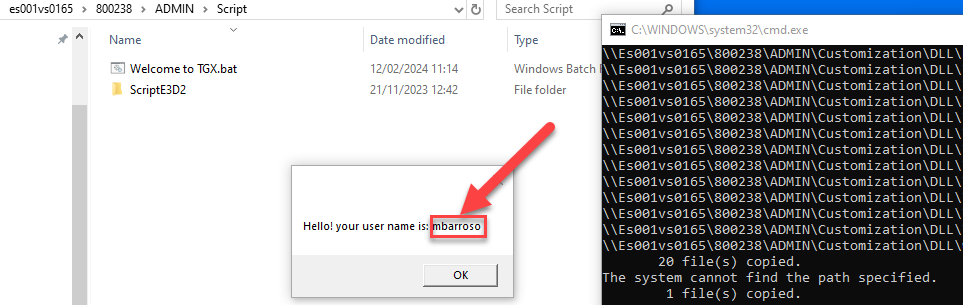 es001vs0165 > 800238 > ADMIN > Script
Search Script
Name Date modified Type
Welcome to TGX.bat 12/02/2024 11:14 Windows Batch
ScriptE3D2 21/11/2023 12:42 File folder
Hello! your user name is: mbarroso
OK
C:\WINDOWS\system32\cmd.exe
\\Es001vs0165\800238\ADMIN\Customization\DLL\
\\Es001vs0165\800238\ADMIN\Customization\DLL\
\\Es001vs0165\800238\ADMIN\Customization\DLL\
\\Es001vs0165\800238\ADMIN\Customization\DLL\
\\Es001vs0165\800238\ADMIN\Customization\DLL\
\\Es001vs0165\800238\ADMIN\Customization\DLL\
\\Es001vs0165\800238\ADMIN\Customization\DLL\
\\Es001vs0165\800238\ADMIN\Customization\DLL\
\\Es001vs0165\800238\ADMIN\Customization\DLL\
\\Es001vs0165\800238\ADMIN\Customization\DLL\
\\Es001vs0165\800238\ADMIN\Customization\DLL\
\\Es001vs0165\800238\ADMIN\Customization\DLL\
\\Es001vs0165\800238\ADMIN\Customization\DLL\
20 file(s) copied.
The system cannot find the path specified.
1 file(s) copied.